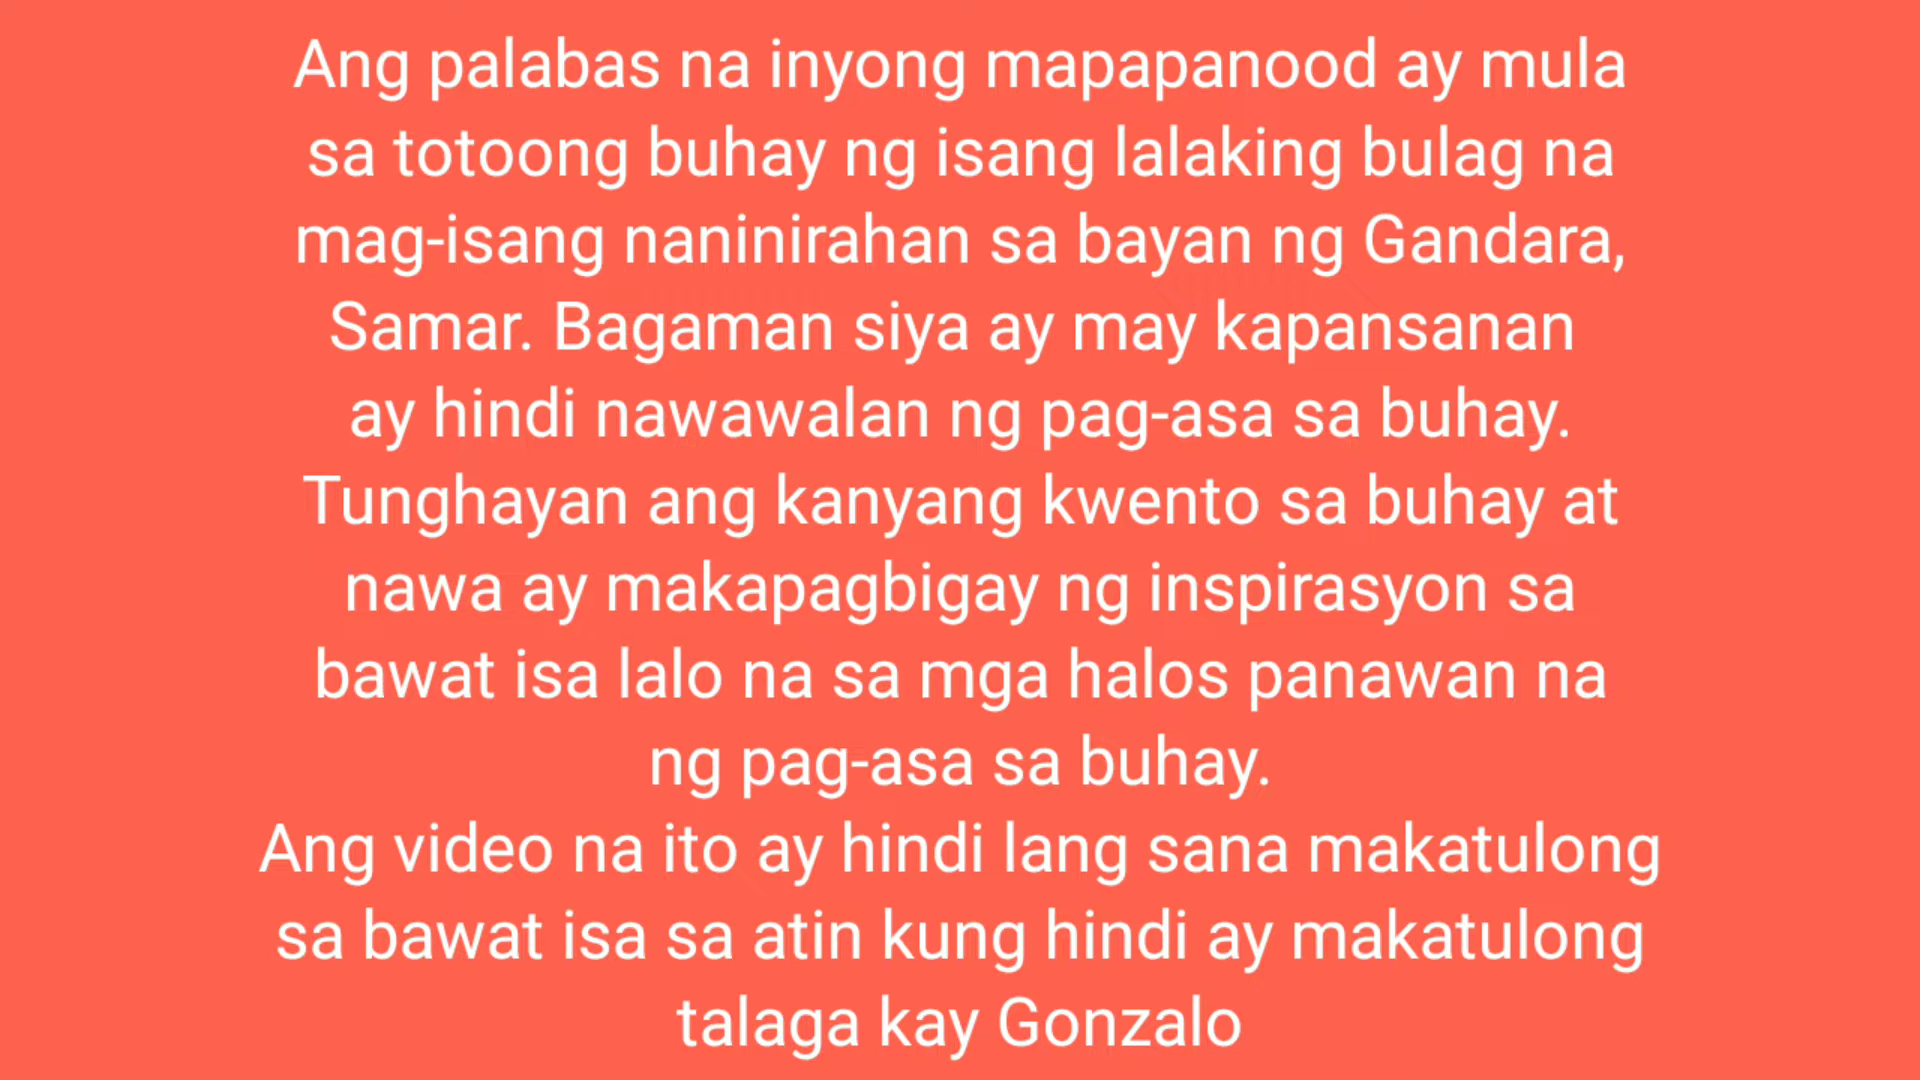 Ang palabas na inyong mapapanood ay mula
sa totoong buhay ng isang lalaking bulag na
mag-isang naninirahan sa bayan ng Gandara,
Samar. Bagaman siya ay may kapansanan
ay hindi nawawalan ng pag-asa sa buhay.
Tunghayan ang kanyang kwento sa buhay at
nawa ay makapagbigay ng inspirasyon sa
bawat isa lalo na sa mga halos panawan na
ng pag-asa sa buhay.
Ang video na ito ay hindi lang sana makatulong
sa bawat isa sa atin kung hindi ay makatulong
talaga kay Gonzalo